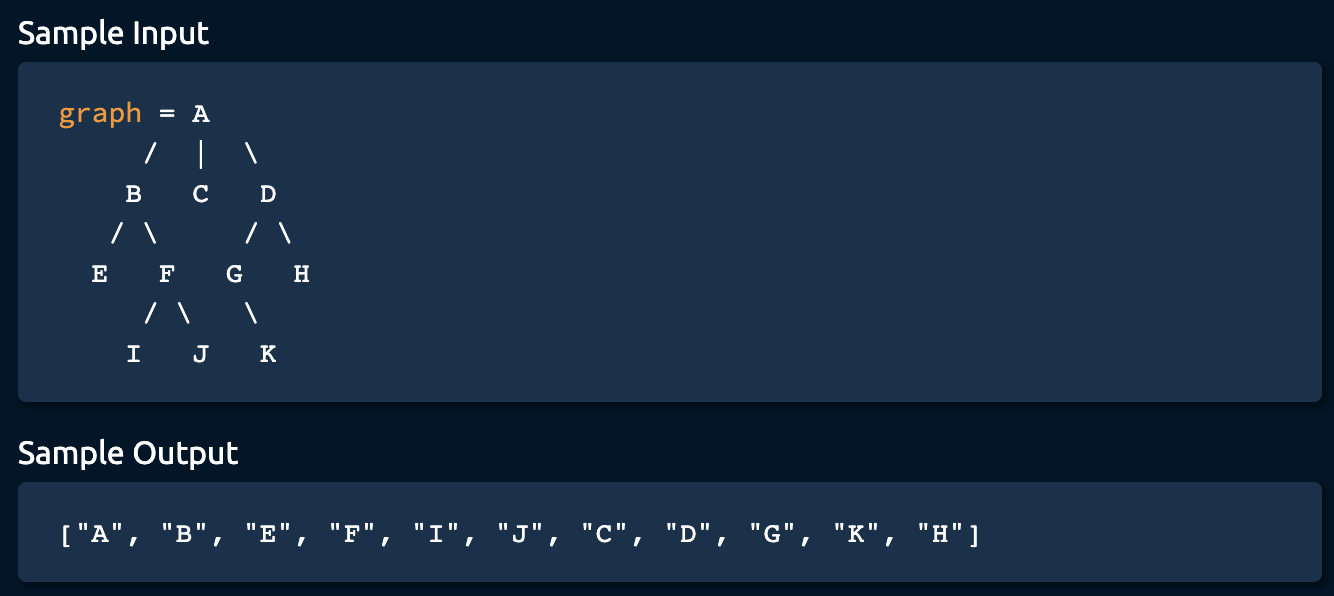 Sample Input
graph = A
     /  |  \
    B   C   D
   / \     / \
  E   F   G   H
     / \   \
    I   J   K
Sample Output
["A", "B", "E", "F", "I", "J", "C", "D", "G", "K", "H"]